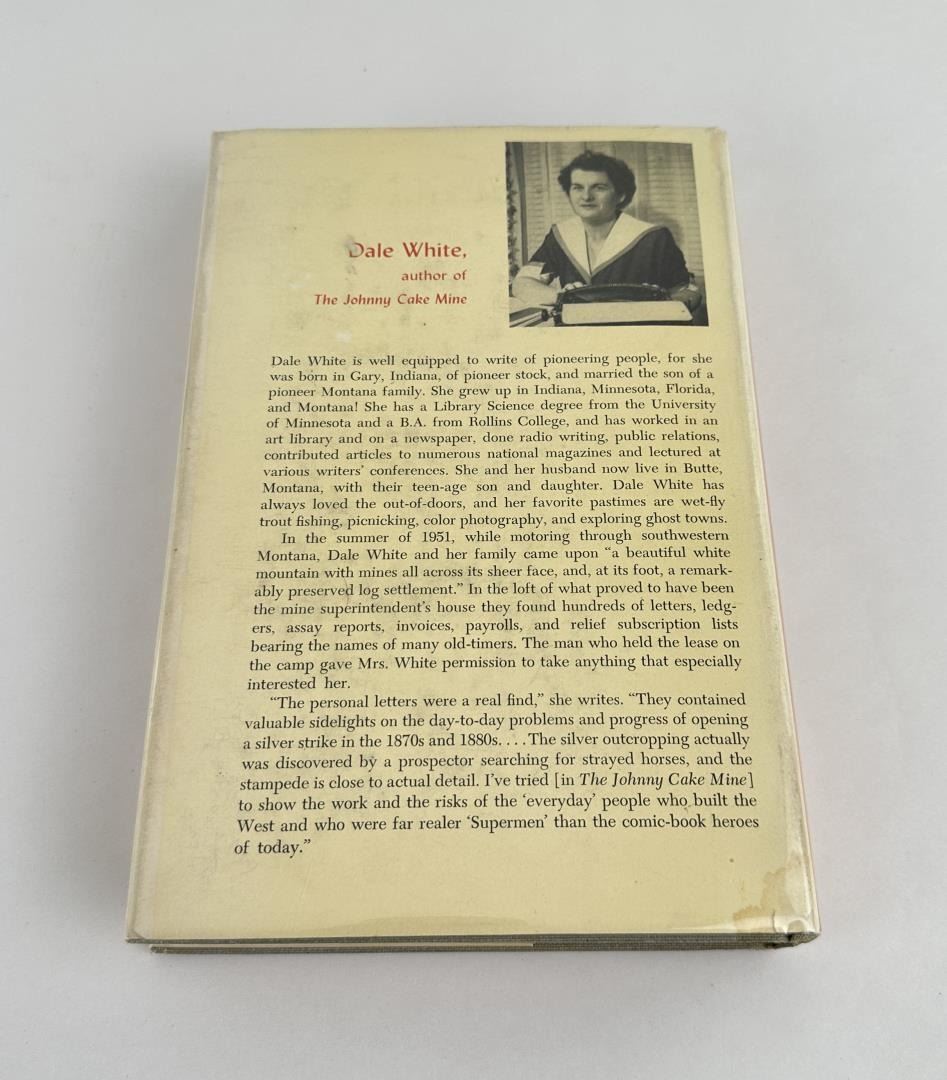 Dale White,
author of
The Johnny Cake Mine
Dale White is well equipped to write of pioneering people, for she
was born in Gary, Indiana, of pioneer stock, and married the son of a
pioneer Montana family. She grew up in Indiana, Minnesota, Florida,
and Montana! She has a Library Science degree from the University
of Minnesota and a B.A. from Rollins College, and has worked in an
art library and on a newspaper, done radio writing, public relations,
contributed articles to numerous national magazines and lectured at
various writers' conferences. She and her husband now live in Butte,
Montana, with their teen-age son and daughter. Dale White has
always loved the out-of-doors, and her favorite pastimes are wet-fly
trout fishing, picnicking, color photography, and exploring ghost towns.
In the summer of 1951, while motoring through southwestern
Montana, Dale White and her family came upon “a beautiful white
mountain with mines all across its sheer face, and, at its foot, a remark-
ably preserved log settlement.” In the loft of what proved to have been
the mine superintendent's house they found hundreds of letters, ledg-
ers, assay reports, invoices, payrolls, and relief subscription lists
bearing the names of many old-timers. The man who held the lease on
the camp gave Mrs. White permission to take anything that especially
interested her.
“The personal letters were a real find,” she writes. “They contained
valuable sidelights on the day-to-day problems and progress of opening
a silver strike in the 1870s and 1880s. . . . The silver outcropping actually
was discovered by a prospector searching for strayed horses, and the
stampede is close to actual detail. I've tried [in The Johnny Cake Mine]
to show the work and the risks of the ‘everyday’ people who built the
West and who were far realer ‘Supermen’ than the comic-book heroes
of today.”